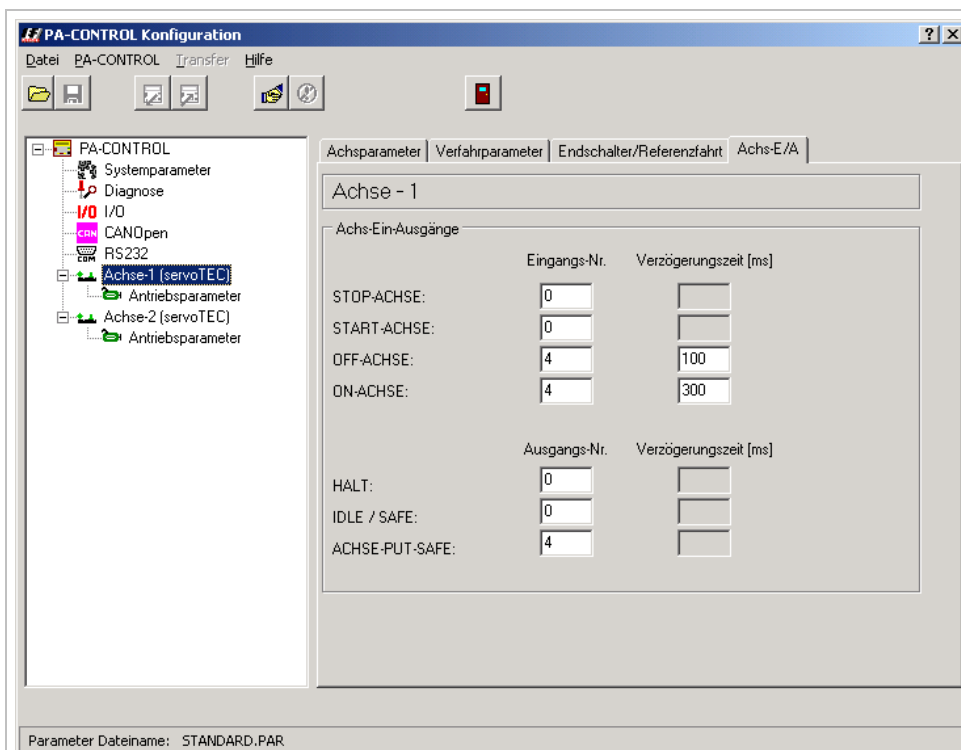 PA-CONTROL Konfiguration
Datei PA-CONTROL Transfer Hilfe
PA-CONTROL
Systemparameter
Diagnose
I/O I/O
CAN CANOpen
COM RS232
Achse-1 (servoTEC)
Antriebsparameter
Achse-2 (servoTEC)
Antriebsparameter
Achsparameter Verfahrparameter Endschalter/Referenzfahrt Achs-E/A
Achse - 1
Achs-Ein-Ausgänge
Eingangs-Nr. Verzögerungszeit [ms]
STOP-ACHSE: 0
START-ACHSE: 0
OFF-ACHSE: 4 100
ON-ACHSE: 4 300
Ausgangs-Nr. Verzögerungszeit [ms]
HALT: 0
IDLE / SAFE: 0
ACHSE-PUT-SAFE: 4
Parameter Dateiname: STANDARD.PAR